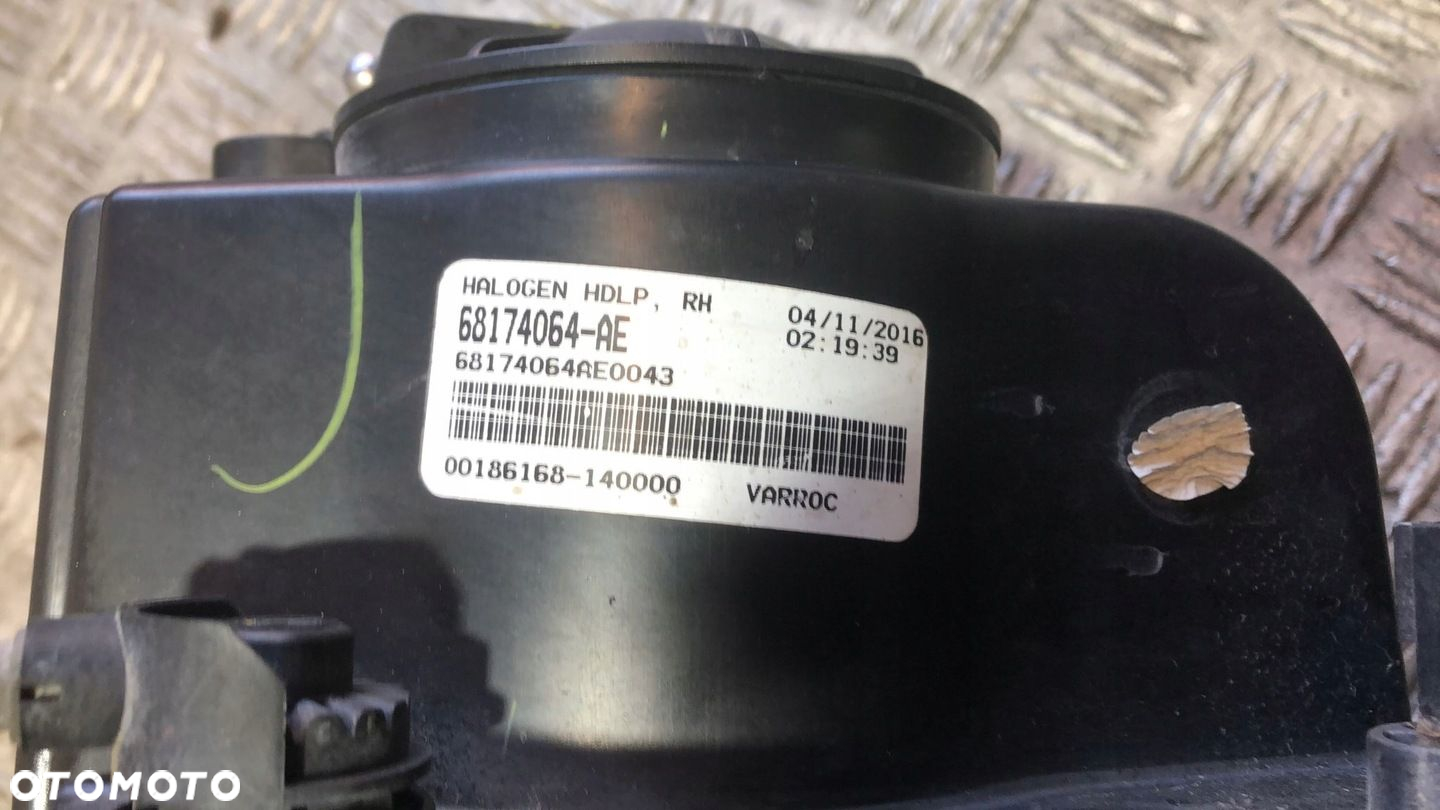 HALOGEN HDLP, RH
04/11/2016
68174064-AE
02:19:39
68174064AE0043
00186168-140000
VARROC
OTOMOTO